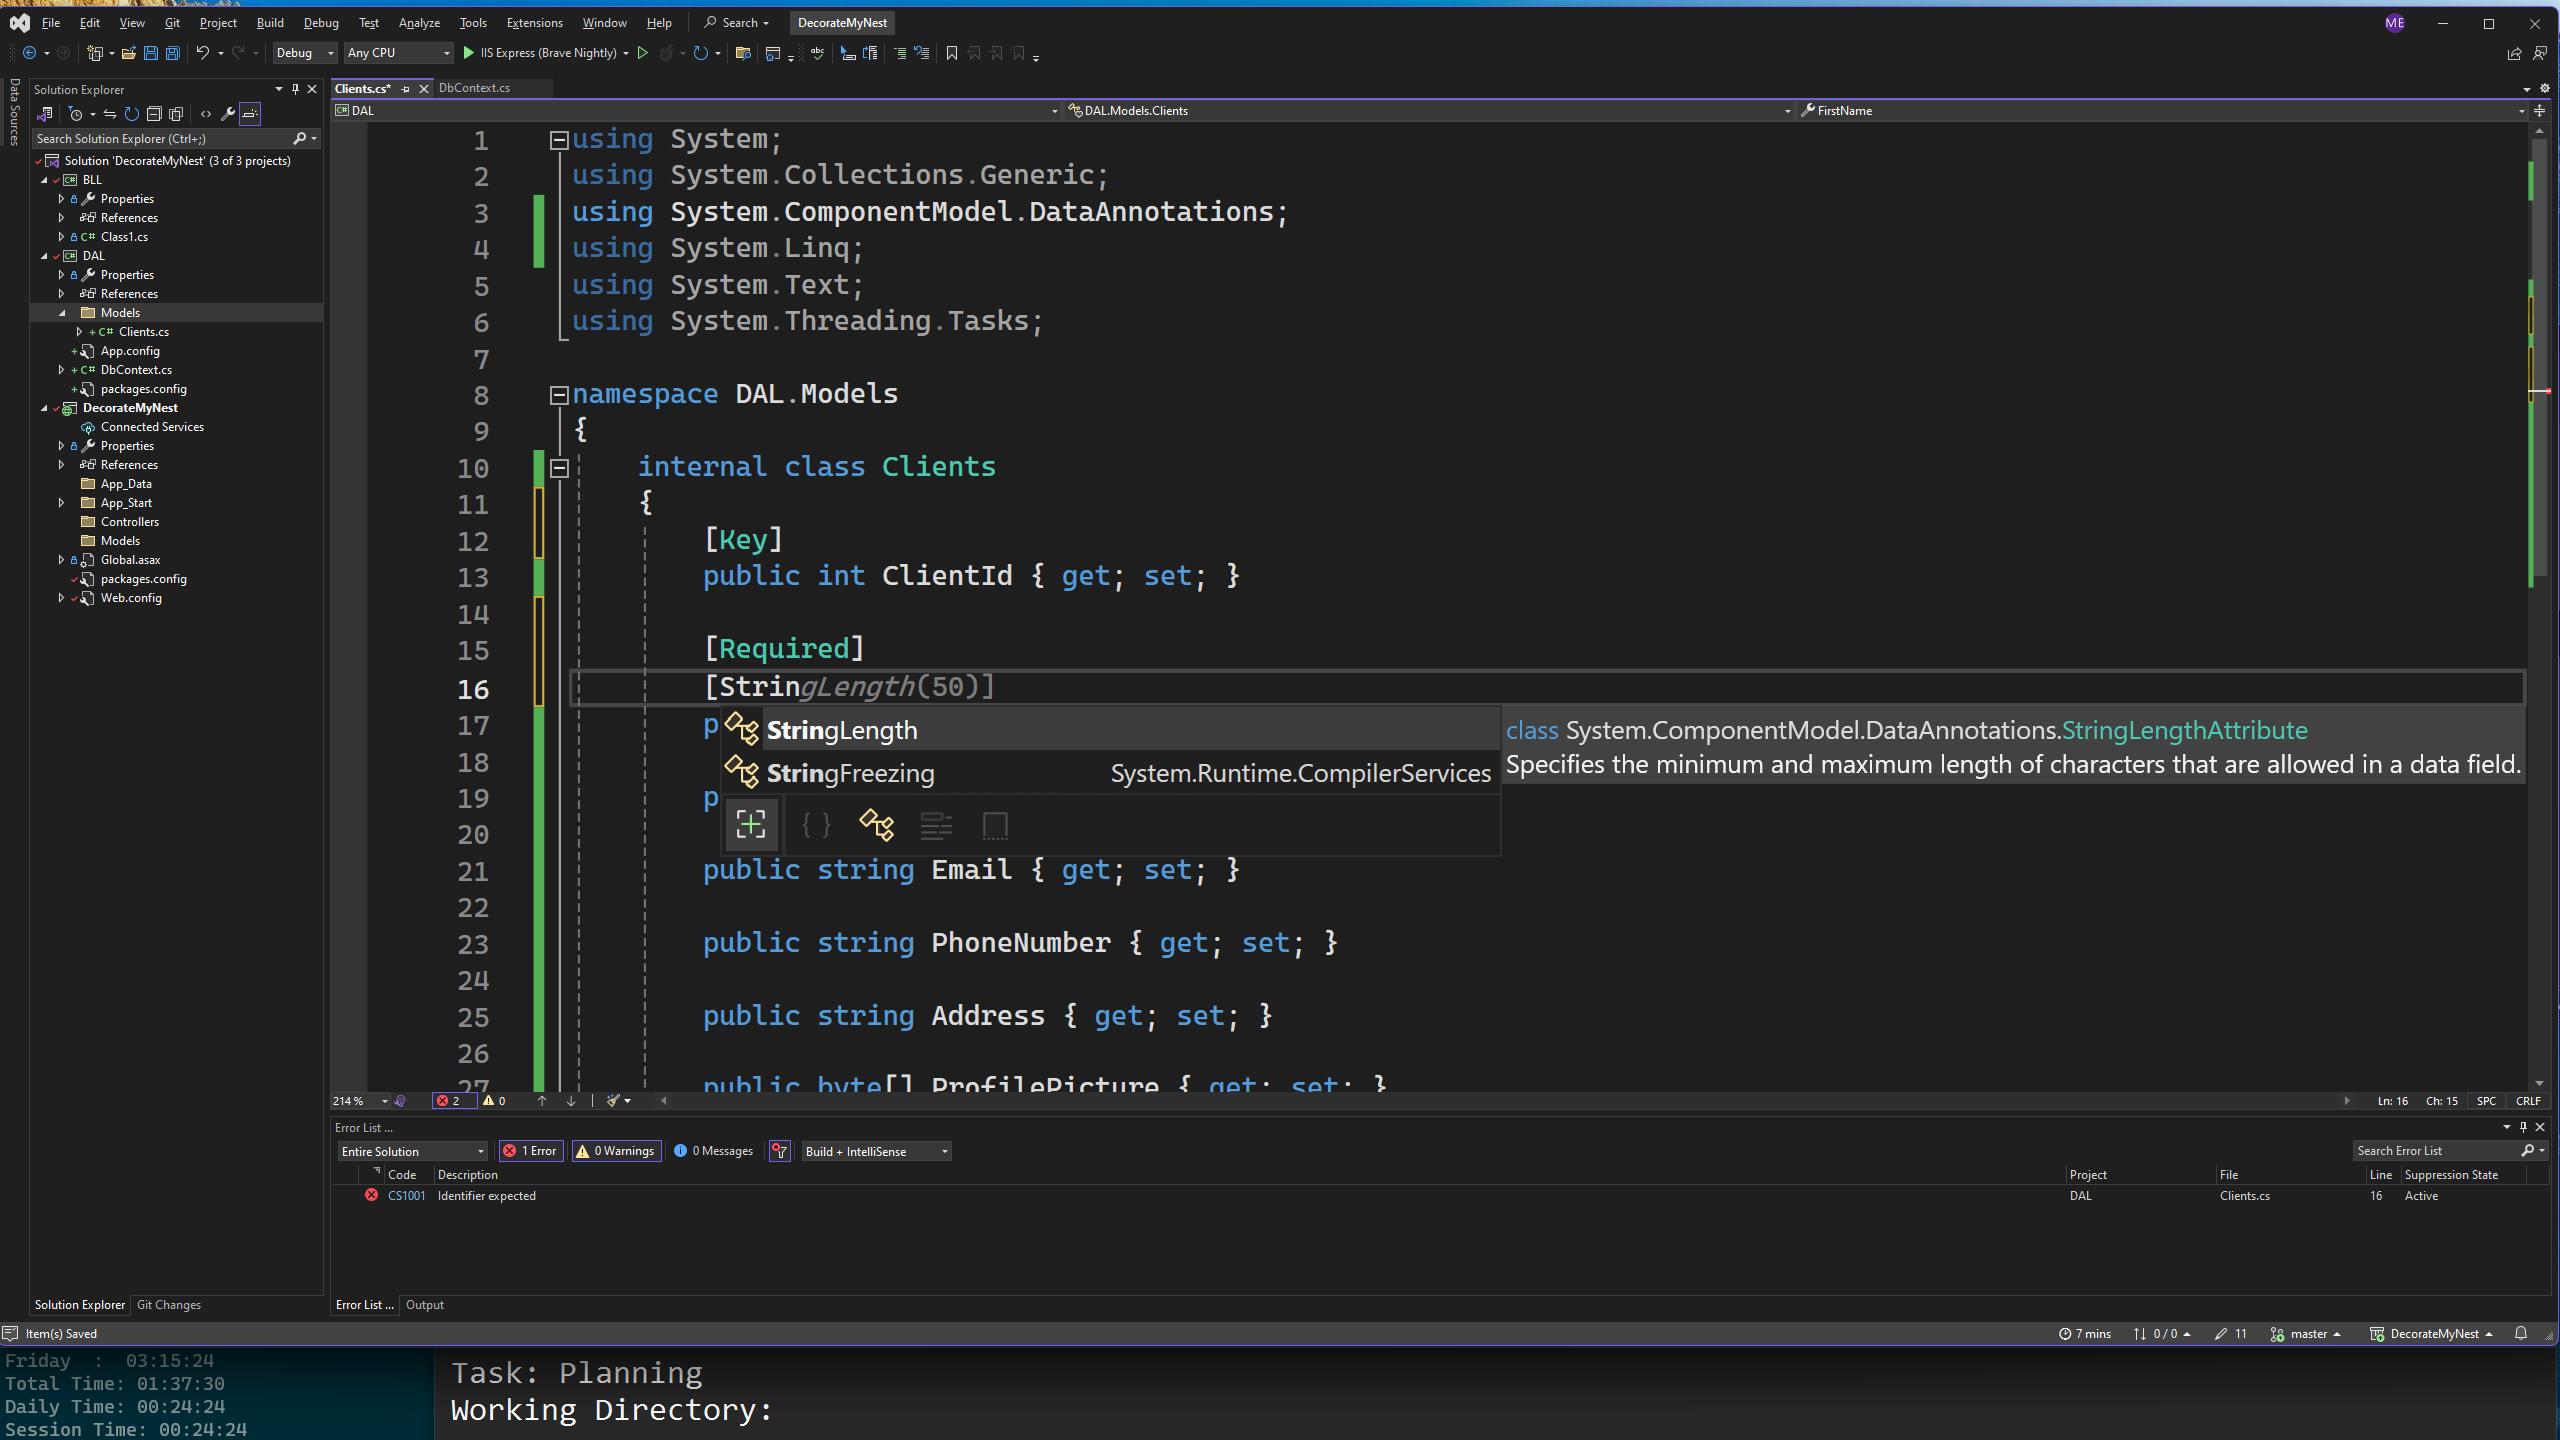 File Edit View Git Project Build Debug Test Analyze Tools Extensions Window Help Search DecorateMyNest ME
Debug Any CPU IIS Express (Brave Nightly) abc
Data Sources
Solution Explorer
Search Solution Explorer (Ctrl+;)
Solution 'DecorateMyNest' (3 of 3 projects)
BLL
Properties
References
C# Class1.cs
DAL
Properties
References
Models
C# Clients.cs
App.config
C# DbContext.cs
packages.config
DecorateMyNest
Connected Services
Properties
References
App_Data
App_Start
Controllers
Models
Global.asax
packages.config
Web.config
Solution Explorer Git Changes
Clients.cs* DbContext.cs
DAL DAL.Models.Clients FirstName
1 using System;
2 using System.Collections.Generic;
3 using System.ComponentModel.DataAnnotations;
4 using System.Linq;
5 using System.Text;
6 using System.Threading.Tasks;
7
8 namespace DAL.Models
9 {
10 internal class Clients
11 {
12 [Key]
13 public int ClientId { get; set; }
14
15 [Required]
16 [StringLength(50)]
17 p
StringLength
class System.ComponentModel.DataAnnotations.StringLengthAttribute
18
StringFreezing System.Runtime.CompilerServices
Specifies the minimum and maximum length of characters that are allowed in a data field.
19 p
20
21 public string Email { get; set; }
22
23 public string PhoneNumber { get; set; }
24
25 public string Address { get; set; }
26
27 public byte[] ProfilePicture { get; set; }
214 % 2 0 Ln: 16 Ch: 15 SPC CRLF
Error List ...
Entire Solution 1 Error 0 Warnings 0 Messages Build + IntelliSense Search Error List
Code Description Project File Line Suppression State
CS1001 Identifier expected DAL Clients.cs 16 Active
Error List ... Output
Item(s) Saved 7 mins 0 / 0 11 master DecorateMyNest
Friday : 03:15:24
Total Time: 01:37:30
Daily Time: 00:24:24
Session Time: 00:24:24
Task: Planning
Working Directory: